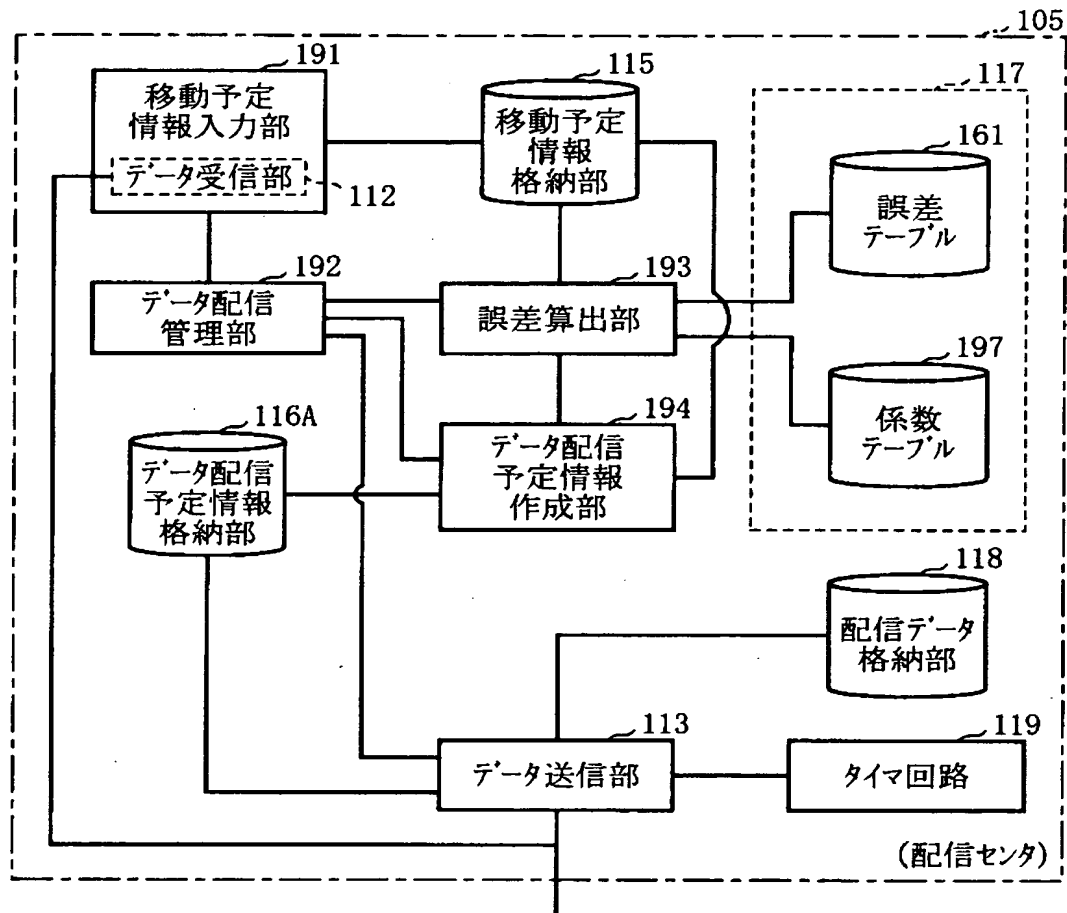 105
191
移動予定
情報入力部
データ受信部
112
115
移動予定
情報
格納部
117
161
誤差
テーブル
192
データ配信
管理部
193
誤差算出部
197
係数
テーブル
116A
データ配信
予定情報
格納部
194
データ配信
予定情報
作成部
118
配信データ
格納部
113
データ送信部
119
タイマ回路
(配信センタ)